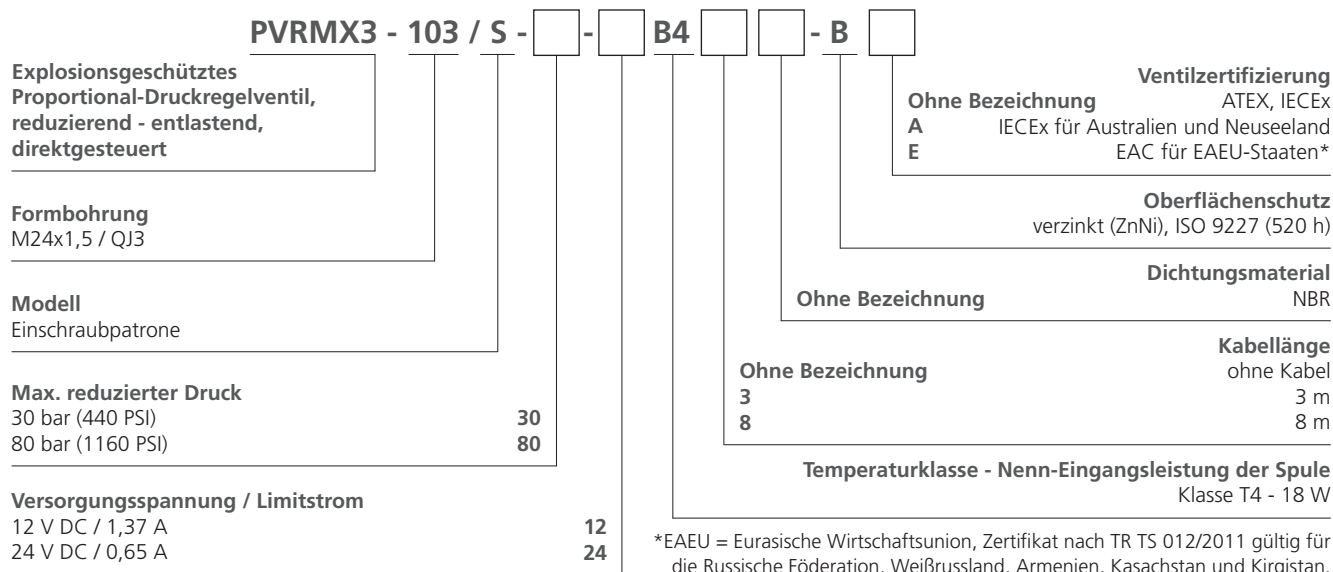 PVRMX3 - 103 / S - - B4 - B
Explosionsgeschütztes
Proportional-Druckregelventil,
reduzierend - entlastend,
direktgesteuert
Formbohrung
M24x1,5 / QJ3
Modell
Einschraubpatrone
Max. reduzierter Druck
30 bar (440 PSI) 30
80 bar (1160 PSI) 80
Versorgungsspannung / Limitstrom
12 V DC / 1,37 A 12
24 V DC / 0,65 A 24
Ventilzertifizierung
Ohne Bezeichnung ATEX, IECEx
A IECEx für Australien und Neuseeland
E EAC für EAEU-Staaten*
Oberflächenschutz
verzinkt (ZnNi), ISO 9227 (520 h)
Dichtungsmaterial
Ohne Bezeichnung NBR
Kabellänge
Ohne Bezeichnung ohne Kabel
3 3 m
8 8 m
Temperaturklasse - Nenn-Eingangsleistung der Spule
Klasse T4 - 18 W
*EAEU = Eurasische Wirtschaftsunion, Zertifikat nach TR TS 012/2011 gültig für
die Russische Föderation, Weißrussland, Armenien, Kasachstan und Kirgistan.